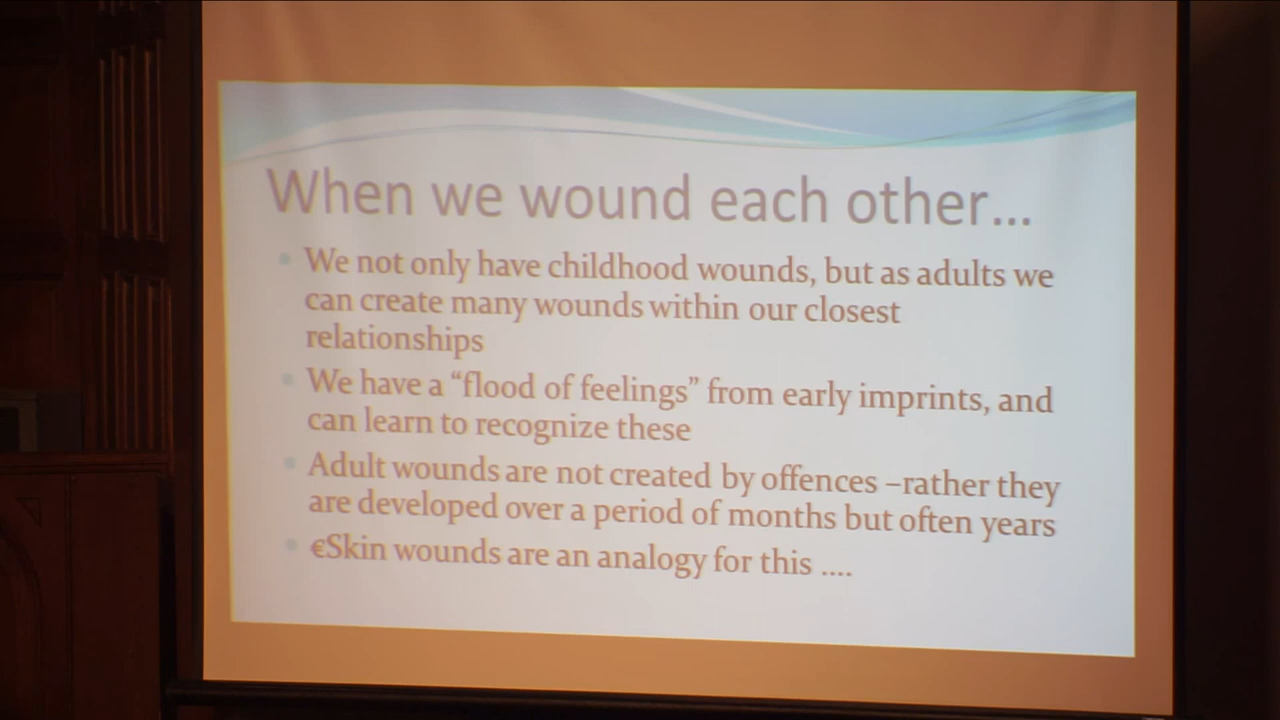 When we wound each other...
We not only have childhood wounds, but as adults we
can create many wounds within our closest
relationships
We have a “flood of feelings” from early imprints, and
can learn to recognize these
Adult wounds are not created by offences –rather they
are developed over a period of months but often years
€Skin wounds are an analogy for this ....